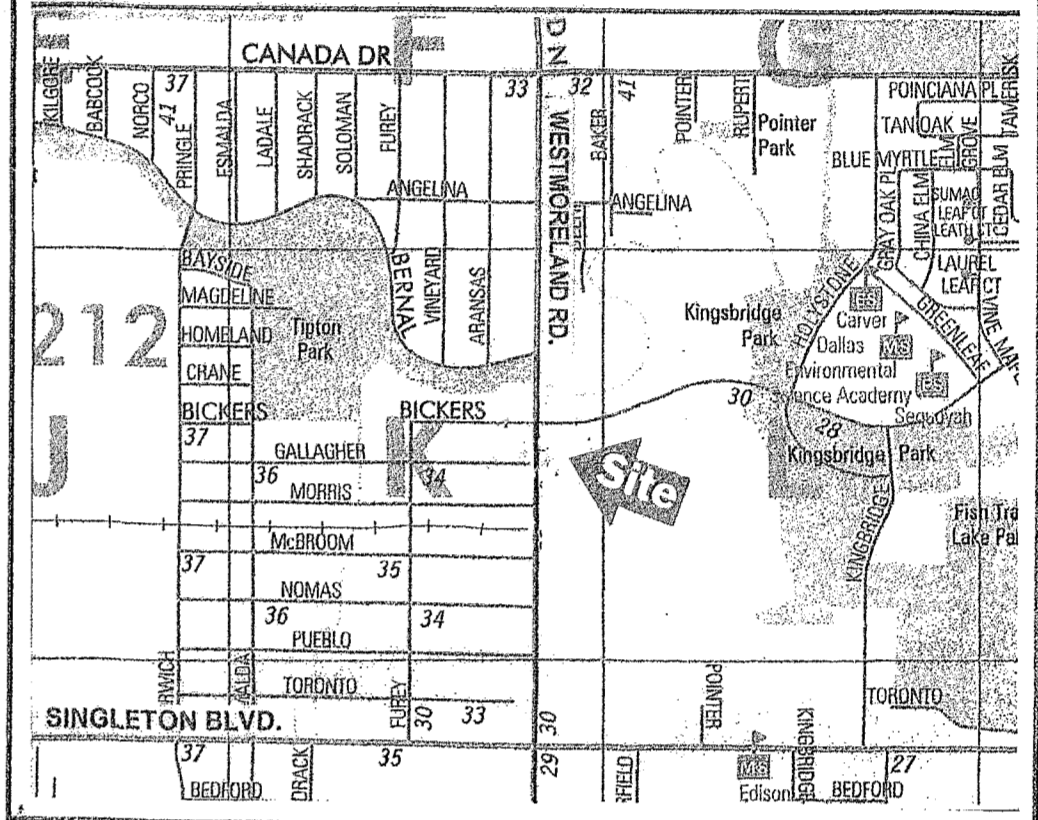 E
F
G
D N
CANADA DR
KILGORE
BABCOCK
NORCO
37
41
PRINGLE
ESMALDA
LADALE
SHADRACK
SOLOMAN
FUREY
33
32
41
BAKER
POINTER
RUPERT
Pointer
Park
POINCIANA PL
TAN OAK
ELM
GROVE
BLUE MYRTLE
GRAY OAK PL
CHINA ELM
SUMAC
LEAF CT
CEDAR ELM
LAUREL
LEAF CT
WESTMORELAND RD.
ANGELINA
ANGELINA
BERNAL
VINEYARD
ARANSAS
BAYSIDE
MAGDELINE
HOMELAND
CRANE
BICKERS
Tipton
Park
212
Kingsbridge
Park
HOLYSTONE
GREENLEAF
ES
Carver
Dallas
MS
Environmental
Science Academy
ES
Sequoyah
BICKERS
30
28
37
GALLAGHER
36
34
MORRIS
J
K
L
Site
Kingsbridge Park
KINGBRIDGE
Fish Tra
Lake Pa
McBROOM
37
35
NOMAS
36
34
PUEBLO
RWICH
ALDA
TORONTO
FUREY
30
33
30
POINTER
TORONTO
SINGLETON BLVD.
37
35
29
27
BEDFORD
DRACK
FIELD
MS
Edison
KINGBRIDGE
BEDFORD